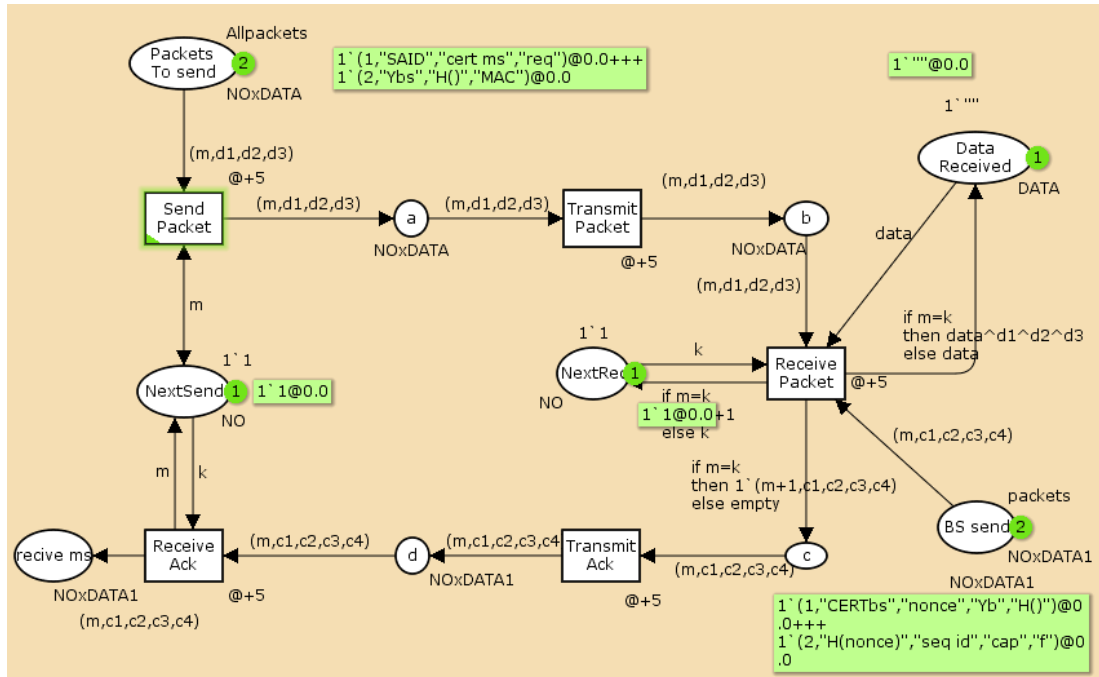 Allpackets
Packets
To send
2
NOxDATA
1`(1,"SAID","cert ms","req")@0.0+++
1`(2,"Ybs","H()","MAC")@0.0
1`""@0.0
1`""
Data
Received
1
DATA
(m,d1,d2,d3)
@+5
Send
Packet
(m,d1,d2,d3)
a
NOxDATA
(m,d1,d2,d3)
Transmit
Packet
@+5
(m,d1,d2,d3)
b
NOxDATA
(m,d1,d2,d3)
data
if m=k
then data^d1^d2^d3
else data
m
1`1
NextSend
1
1`1@0.0
NO
1`1
NextRec
1
NO
k
Receive
Packet
@+5
if m=k
1`1@0.0
+1
else k
(m,c1,c2,c3,c4)
if m=k
then 1`(m+1,c1,c2,c3,c4)
else empty
packets
BS send
2
NOxDATA1
NOxDATA1
m
k
recive ms
NOxDATA1
(m,c1,c2,c3,c4)
Receive
Ack
@+5
(m,c1,c2,c3,c4)
d
NOxDATA1
(m,c1,c2,c3,c4
Transmit
Ack
@+5
(m,c1,c2,c3,c4)
c
1`(1,"CERTbs","nonce","Yb","H()")@0
.0+++
1`(2,"H(nonce)","seq id","cap","f")@0
.0